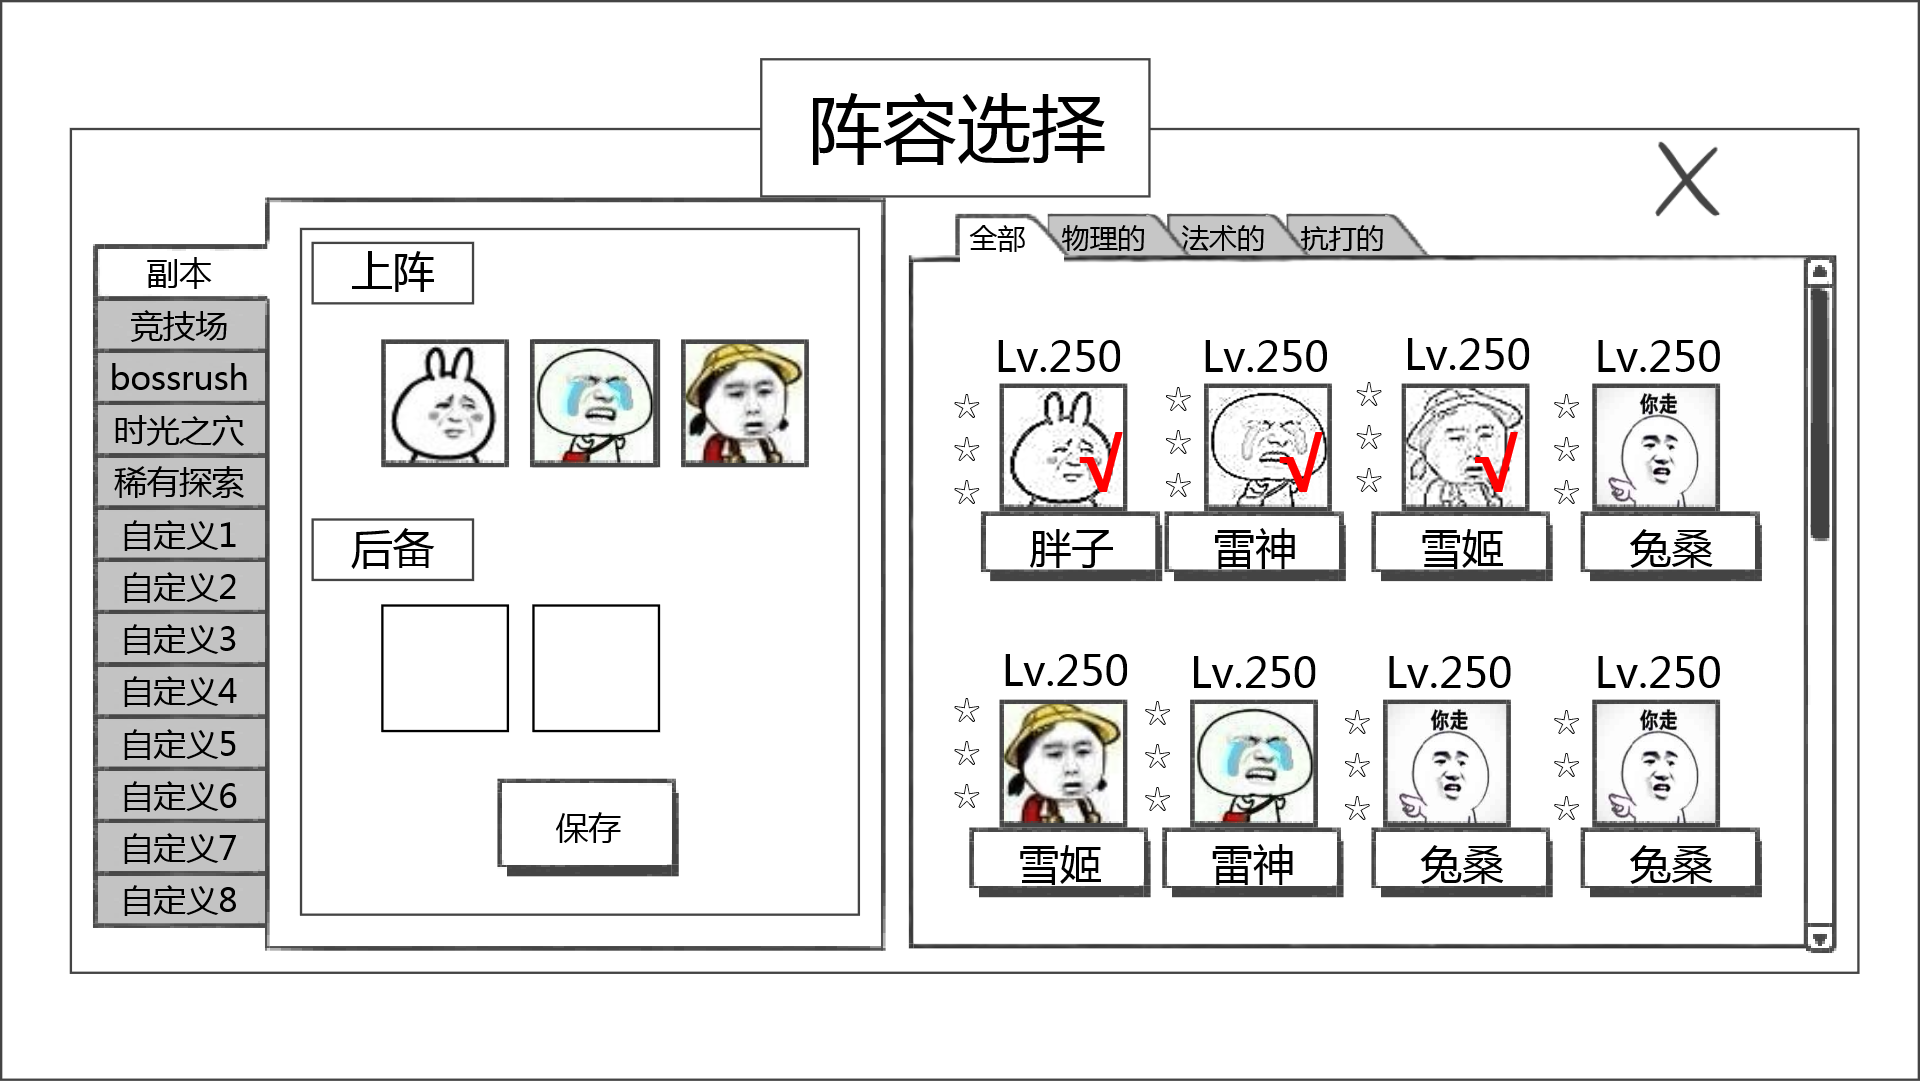 阵容选择
副本
竞技场
bossrush
时光之穴
稀有探索
自定义1
自定义2
自定义3
自定义4
自定义5
自定义6
自定义7
自定义8
上阵
后备
保存
全部 物理的 法术的 抗打的
Lv.250 Lv.250 Lv.250 Lv.250
你走
胖子 雷神 雪姬 兔桑
Lv.250 Lv.250 Lv.250 Lv.250
你走 你走
雪姬 雷神 兔桑 兔桑